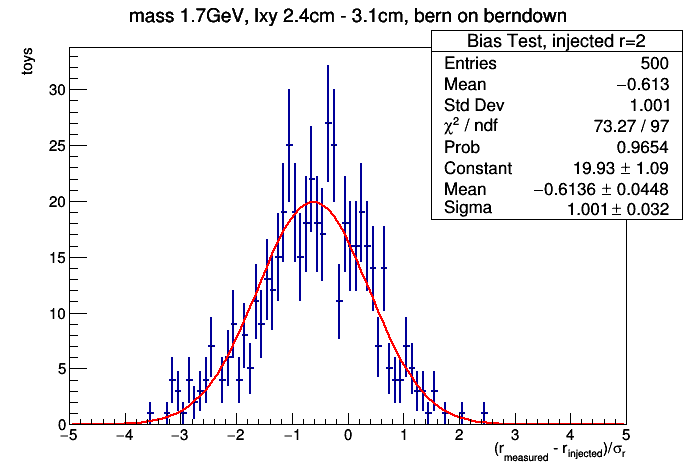 mass 1.7GeV, lxy 2.4cm - 3.1cm, bern on berndown
toys
Bias Test, injected r=2
Entries 500
Mean −0.613
Std Dev 1.001
χ² / ndf 73.27 / 97
Prob 0.9654
Constant 19.93 ± 1.09
Mean −0.6136 ± 0.0448
Sigma 1.001 ± 0.032
30
25
20
15
10
5
0
−5 −4 −3 −2 −1 0 1 2 3 4 5
(r_measured - r_injected)/σ_r